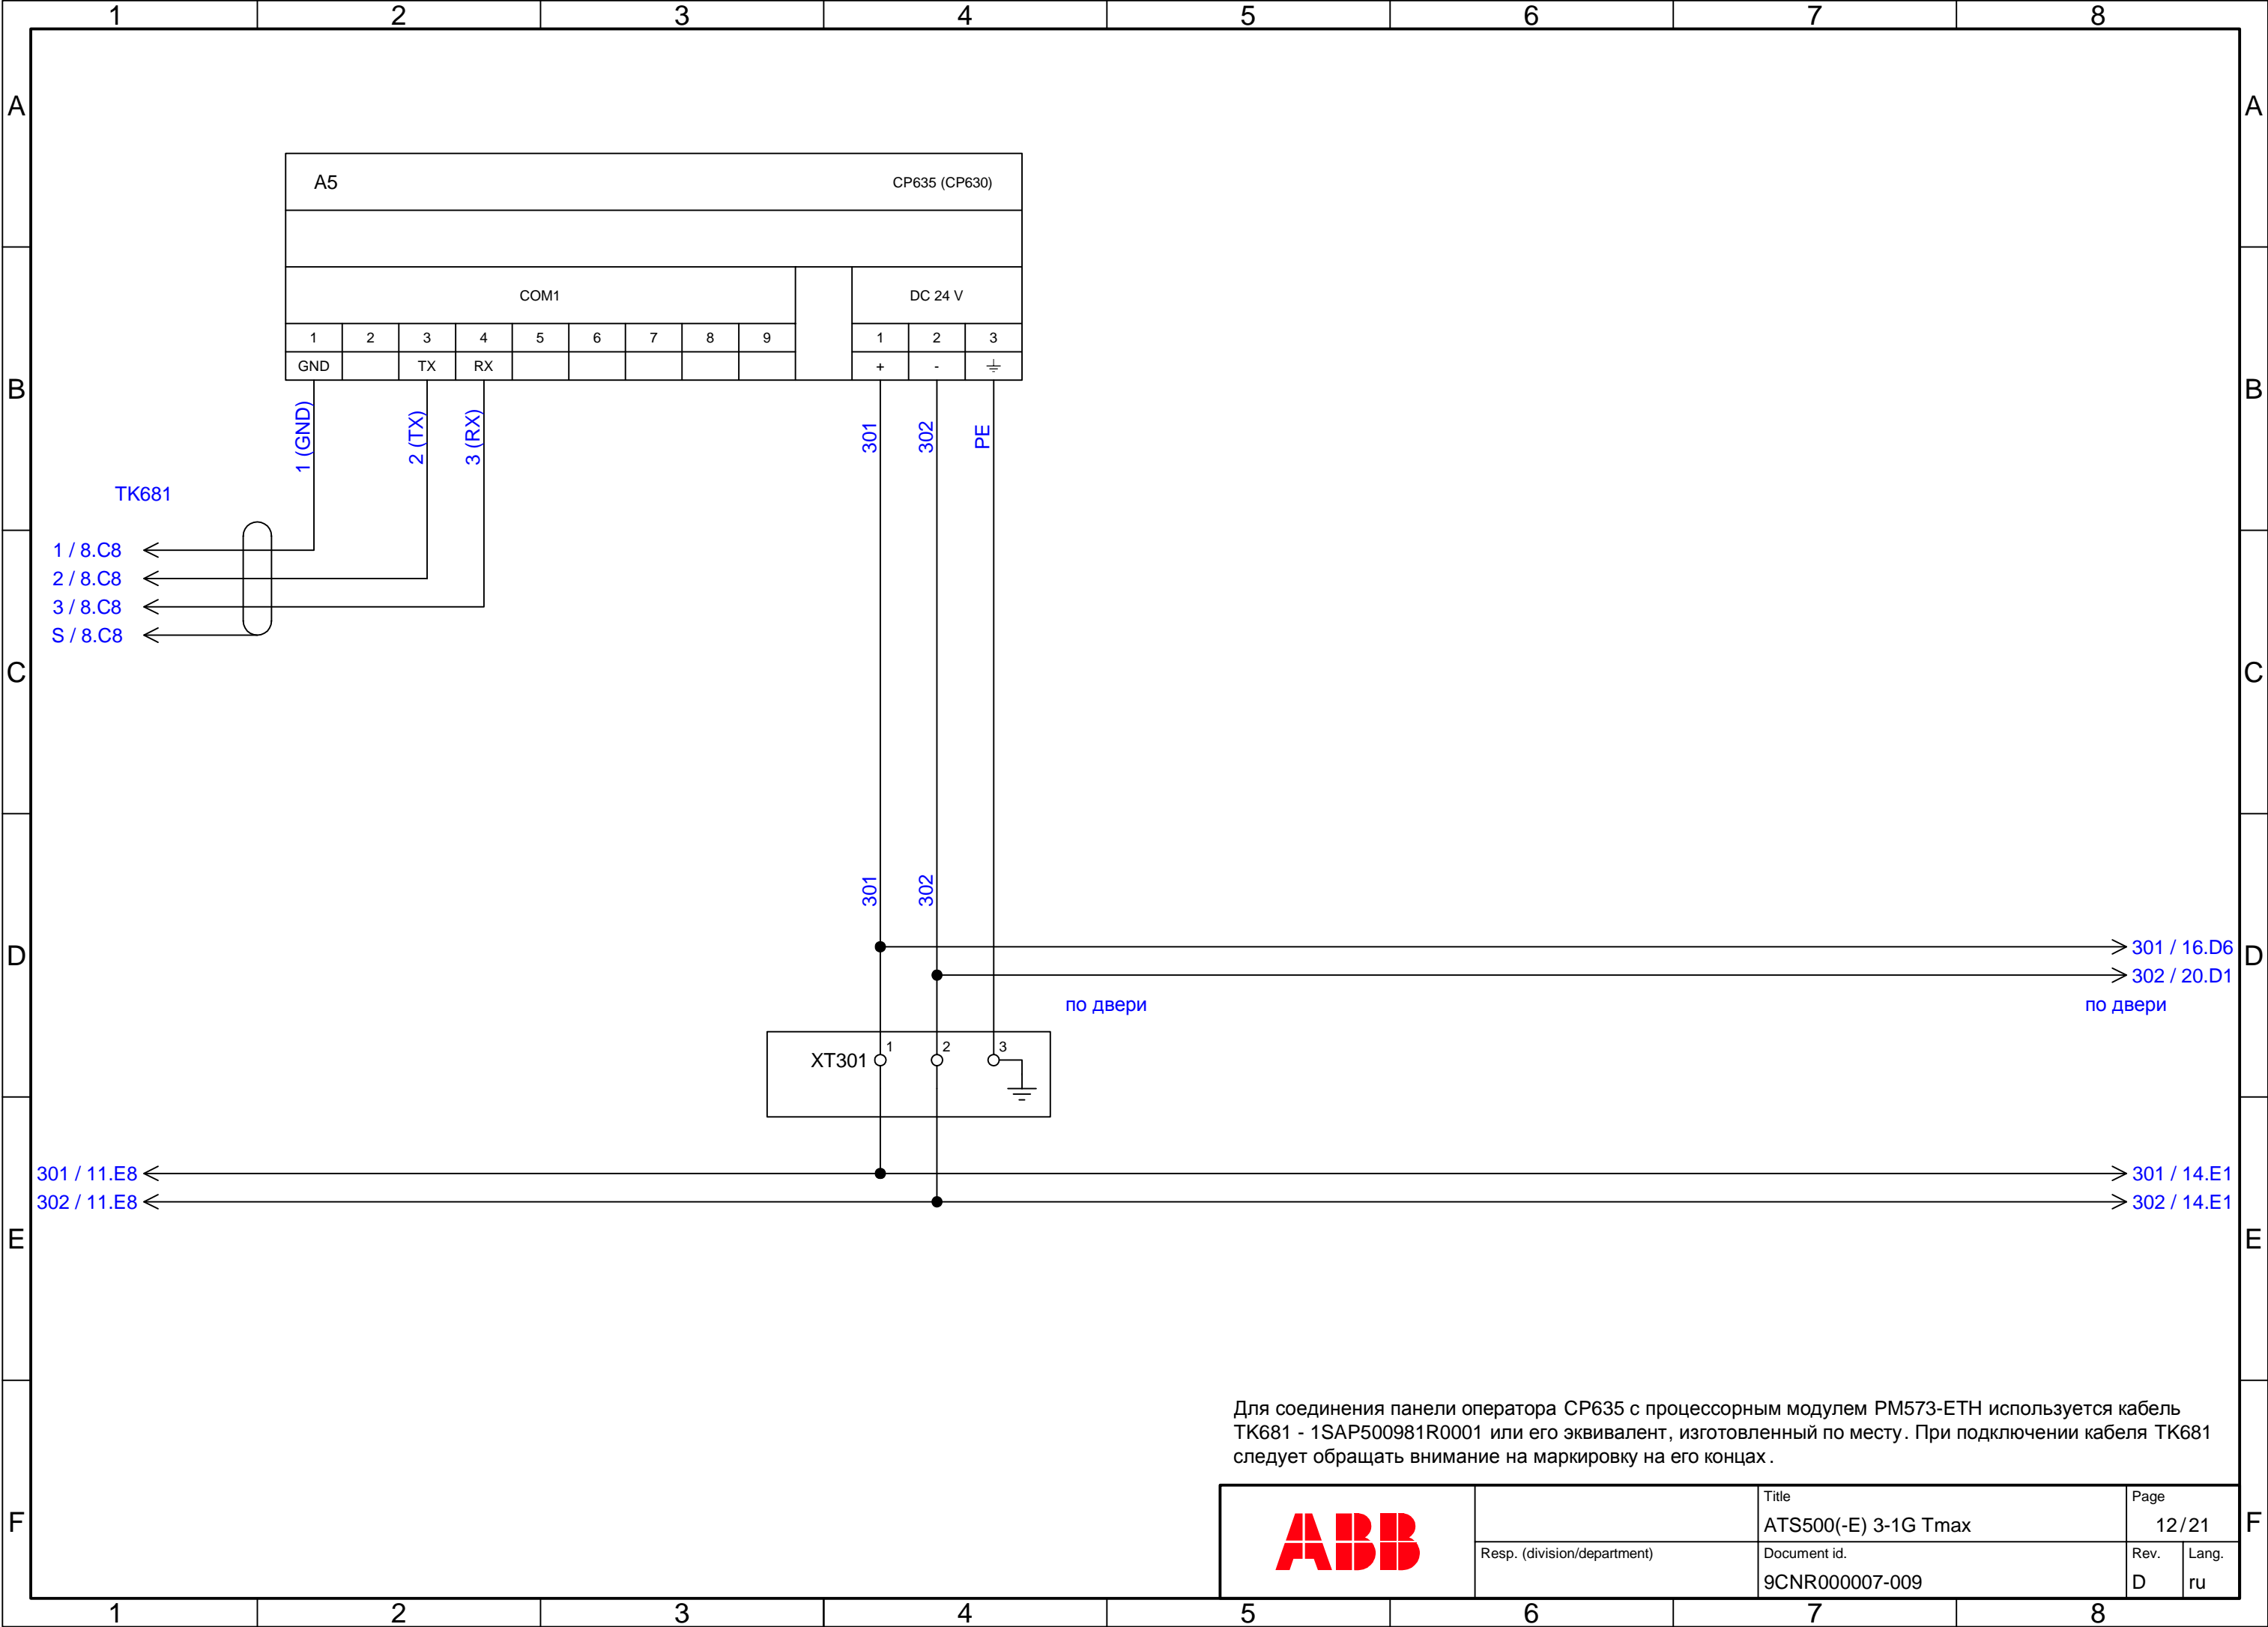 1 2 3 4 5 6 7 8
A A
A5 CP635 (CP630)
COM1 DC 24 V
1 2 3 4 5 6 7 8 9 1 2 3
GND TX RX + -
B B
1 (GND) 2 (TX) 3 (RX) 301 302 PE
TK681
1 / 8.C8
2 / 8.C8
3 / 8.C8
S / 8.C8
C C
301 302
D D
301 / 16.D6
302 / 20.D1
по двери по двери
XT301 1 2 3
301 / 11.E8 301 / 14.E1
302 / 11.E8 302 / 14.E1
E E
Для соединения панели оператора CP635 с процессорным модулем PM573-ETH используется кабель
TK681 - 1SAP500981R0001 или его эквивалент, изготовленный по месту. При подключении кабеля TK681
следует обращать внимание на маркировку на его концах.
F F
ABB
Title Page
ATS500(-E) 3-1G Tmax 12/21
Resp. (division/department) Document id. Rev. Lang.
9CNR000007-009 D ru
1 2 3 4 5 6 7 8